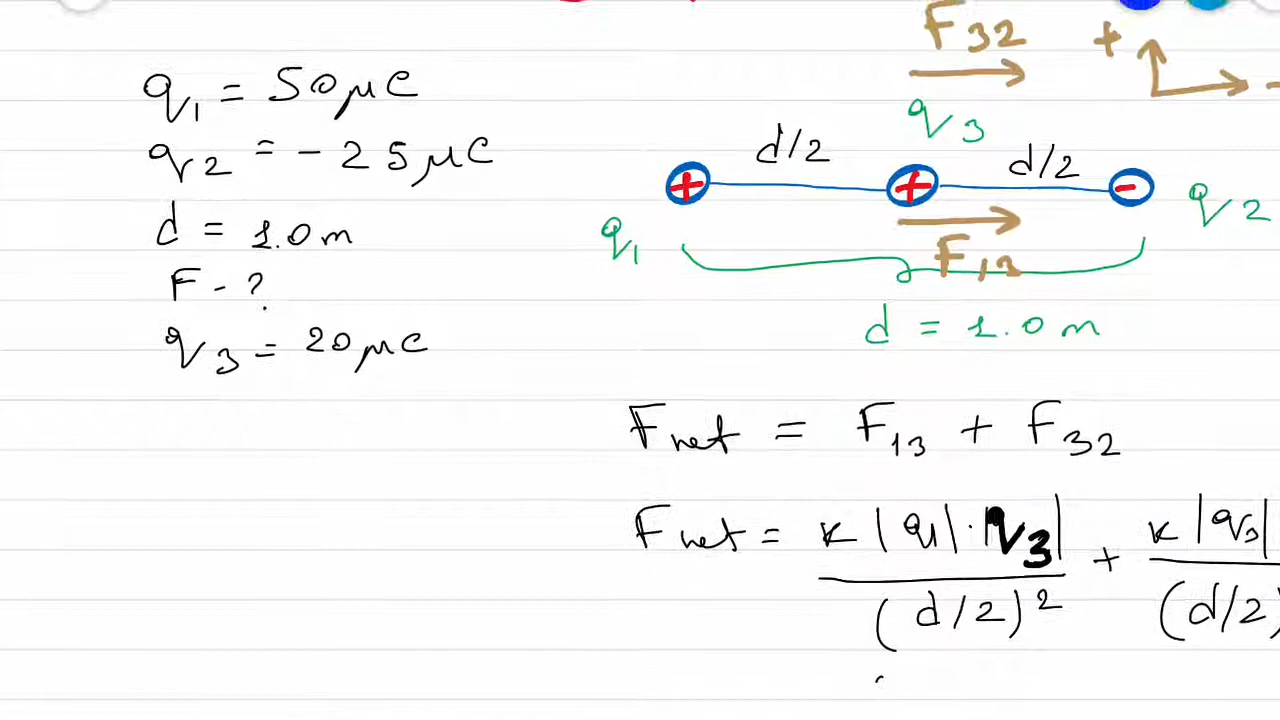 q1 = 50μC
q2 = -25μC
d = 1.0m
F - ?
q3 = 20μC
F32
+
-
q3
d/2
d/2
+
+
-
q1
q2
F13
d = 1.0m
Fnet = F13 + F32
Fnet = K|q1|·|q3| / (d/2)2 + K|q3| / (d/2)